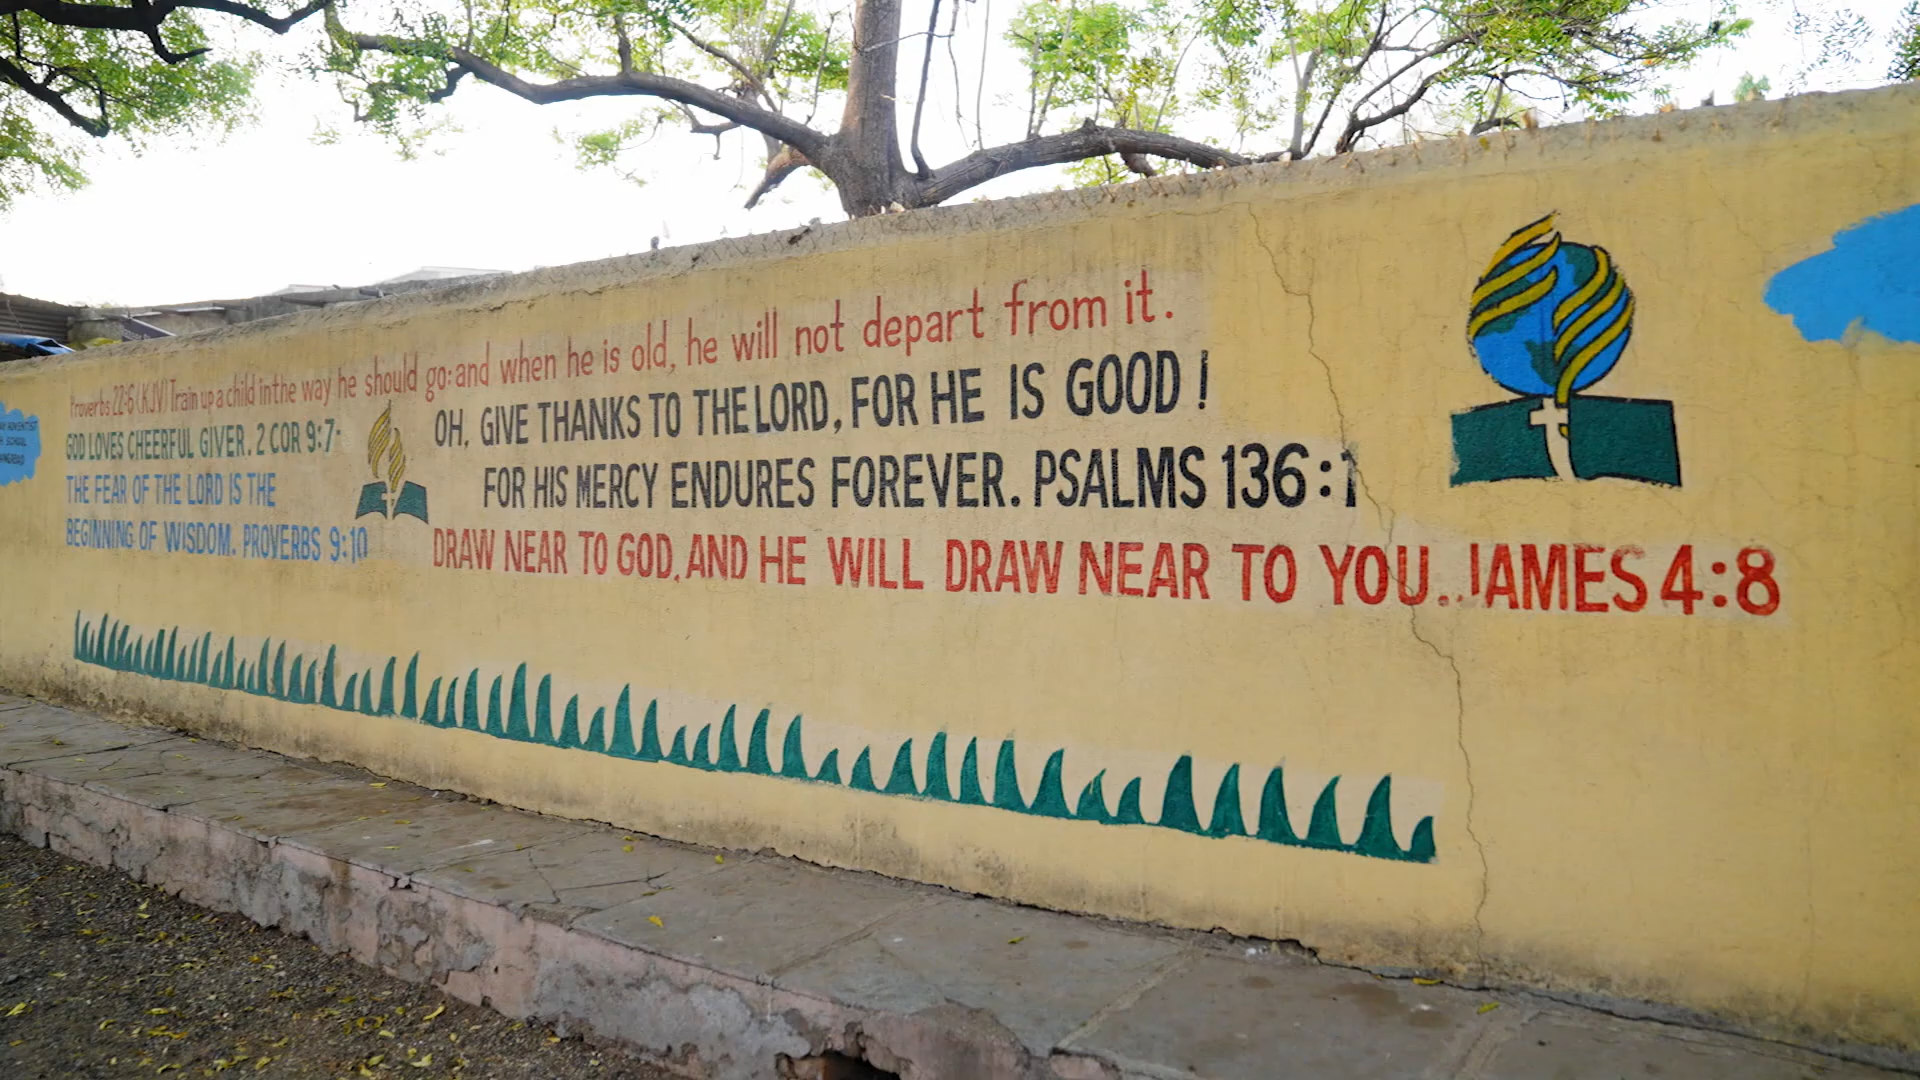 Proverbs 22:6 (KJV) Train up a child in the way he should go: and when he is old, he will not depart from it.
GOD LOVES CHEERFUL GIVER. 2 COR 9:7-
THE FEAR OF THE LORD IS THE
BEGINNING OF WISDOM. PROVERBS 9:10
OH, GIVE THANKS TO THE LORD, FOR HE IS GOOD !
FOR HIS MERCY ENDURES FOREVER. PSALMS 136:1
DRAW NEAR TO GOD, AND HE WILL DRAW NEAR TO YOU.. JAMES 4:8
ADVENTIST
SCHOOL